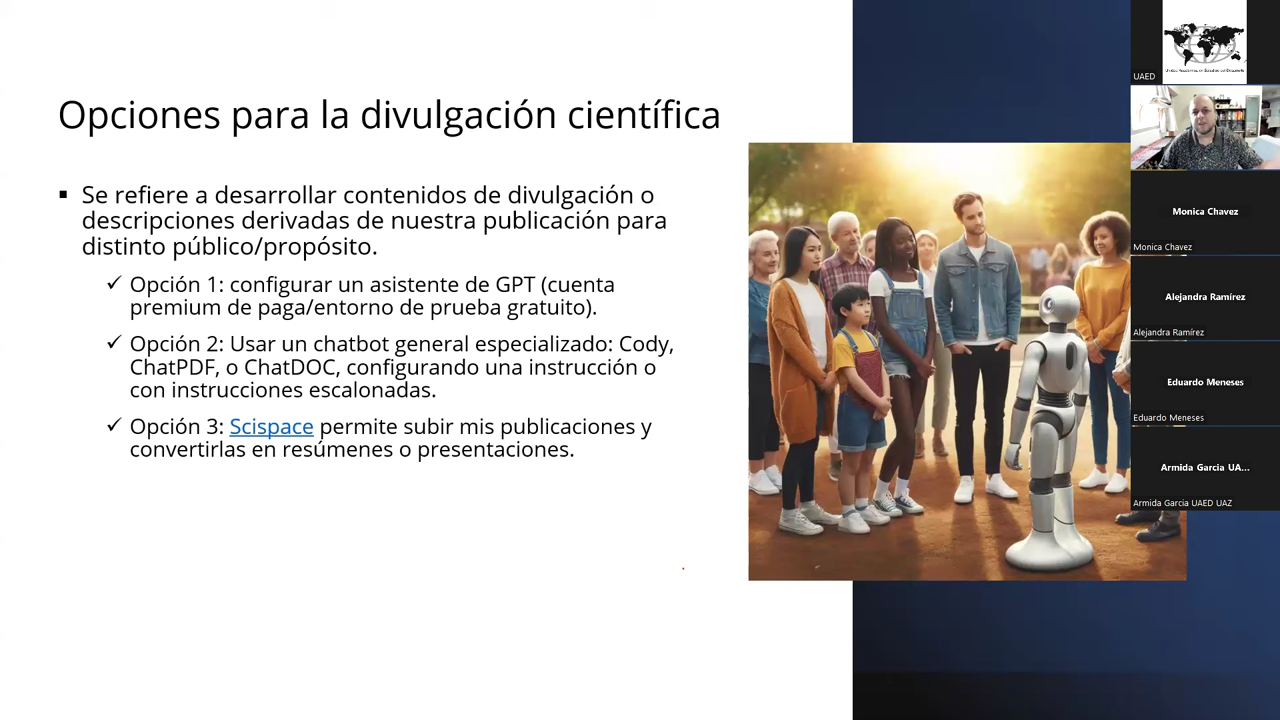 Opciones para la divulgación científica
▪ Se refiere a desarrollar contenidos de divulgación o
descripciones derivadas de nuestra publicación para
distinto público/propósito.
✓ Opción 1: configurar un asistente de GPT (cuenta
premium de paga/entorno de prueba gratuito).
✓ Opción 2: Usar un chatbot general especializado: Cody,
ChatPDF, o ChatDOC, configurando una instrucción o
con instrucciones escalonadas.
✓ Opción 3: Scispace permite subir mis publicaciones y
convertirlas en resúmenes o presentaciones.
UAED
Monica Chavez
Monica Chavez
Alejandra Ramírez
Alejandra Ramírez
Eduardo Meneses
Eduardo Meneses
Armida Garcia UA...
Armida Garcia UAED UAZ